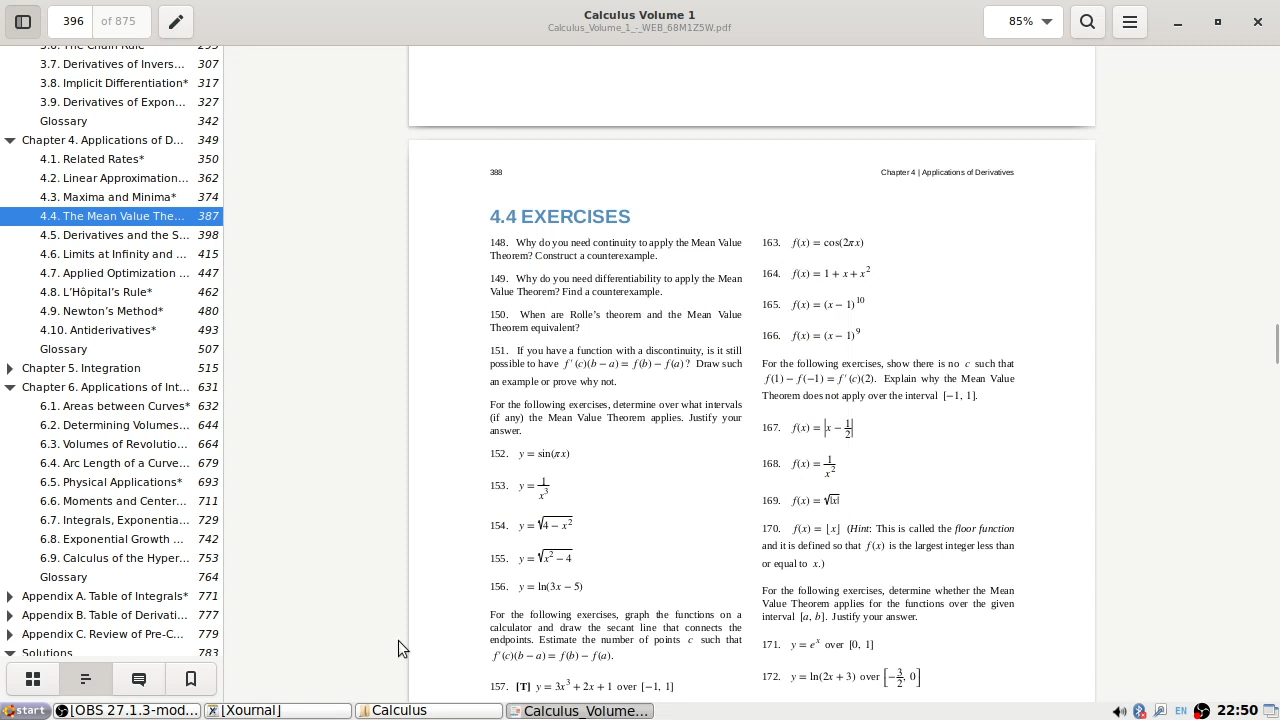 396 of 875
Calculus Volume 1
Calculus_Volume_1_-_WEB_68M1Z5W.pdf
85%
3.6. The Chain Rule* 295
3.7. Derivatives of Invers... 307
3.8. Implicit Differentiation* 317
3.9. Derivatives of Expon... 327
Glossary 342
Chapter 4. Applications of D... 349
4.1. Related Rates* 350
4.2. Linear Approximation... 362
4.3. Maxima and Minima* 374
4.4. The Mean Value The... 387
4.5. Derivatives and the S... 398
4.6. Limits at Infinity and ... 415
4.7. Applied Optimization ... 447
4.8. L’Hôpital’s Rule* 462
4.9. Newton’s Method* 480
4.10. Antiderivatives* 493
Glossary 507
Chapter 5. Integration 515
Chapter 6. Applications of Int... 631
6.1. Areas between Curves* 632
6.2. Determining Volumes... 644
6.3. Volumes of Revolutio... 664
6.4. Arc Length of a Curve... 679
6.5. Physical Applications* 693
6.6. Moments and Center... 711
6.7. Integrals, Exponentia... 729
6.8. Exponential Growth ... 742
6.9. Calculus of the Hyper... 753
Glossary 764
Appendix A. Table of Integrals* 771
Appendix B. Table of Derivati... 777
Appendix C. Review of Pre-C... 779
Solutions 783
388
Chapter 4 | Applications of Derivatives
4.4 EXERCISES
148. Why do you need continuity to apply the Mean Value
Theorem? Construct a counterexample.
149. Why do you need differentiability to apply the Mean
Value Theorem? Find a counterexample.
150. When are Rolle’s theorem and the Mean Value
Theorem equivalent?
151. If you have a function with a discontinuity, is it still
possible to have f′(c)(b − a) = f(b) − f(a)? Draw such
an example or prove why not.
For the following exercises, determine over what intervals
(if any) the Mean Value Theorem applies. Justify your
answer.
152. y = sin(πx)
153. y = 1/x³
154. y = √(4 − x²)
155. y = √(x² − 4)
156. y = ln(3x − 5)
For the following exercises, graph the functions on a
calculator and draw the secant line that connects the
endpoints. Estimate the number of points c such that
f′(c)(b − a) = f(b) − f(a).
157. [T] y = 3x³ + 2x + 1 over [−1, 1]
163. f(x) = cos(2πx)
164. f(x) = 1 + x + x²
165. f(x) = (x − 1)¹⁰
166. f(x) = (x − 1)⁹
For the following exercises, show there is no c such that
f(1) − f(−1) = f′(c)(2). Explain why the Mean Value
Theorem does not apply over the interval [−1, 1].
167. f(x) = |x − 1/2|
168. f(x) = 1/x²
169. f(x) = √|x|
170. f(x) = ⌊x⌋ (Hint: This is called the floor function
and it is defined so that f(x) is the largest integer less than
or equal to x.)
For the following exercises, determine whether the Mean
Value Theorem applies for the functions over the given
interval [a, b]. Justify your answer.
171. y = eˣ over [0, 1]
172. y = ln(2x + 3) over [−3/2, 0]
start
[OBS 27.1.3-mod...
[Xournal]
Calculus
Calculus_Volume...
EN
22:50